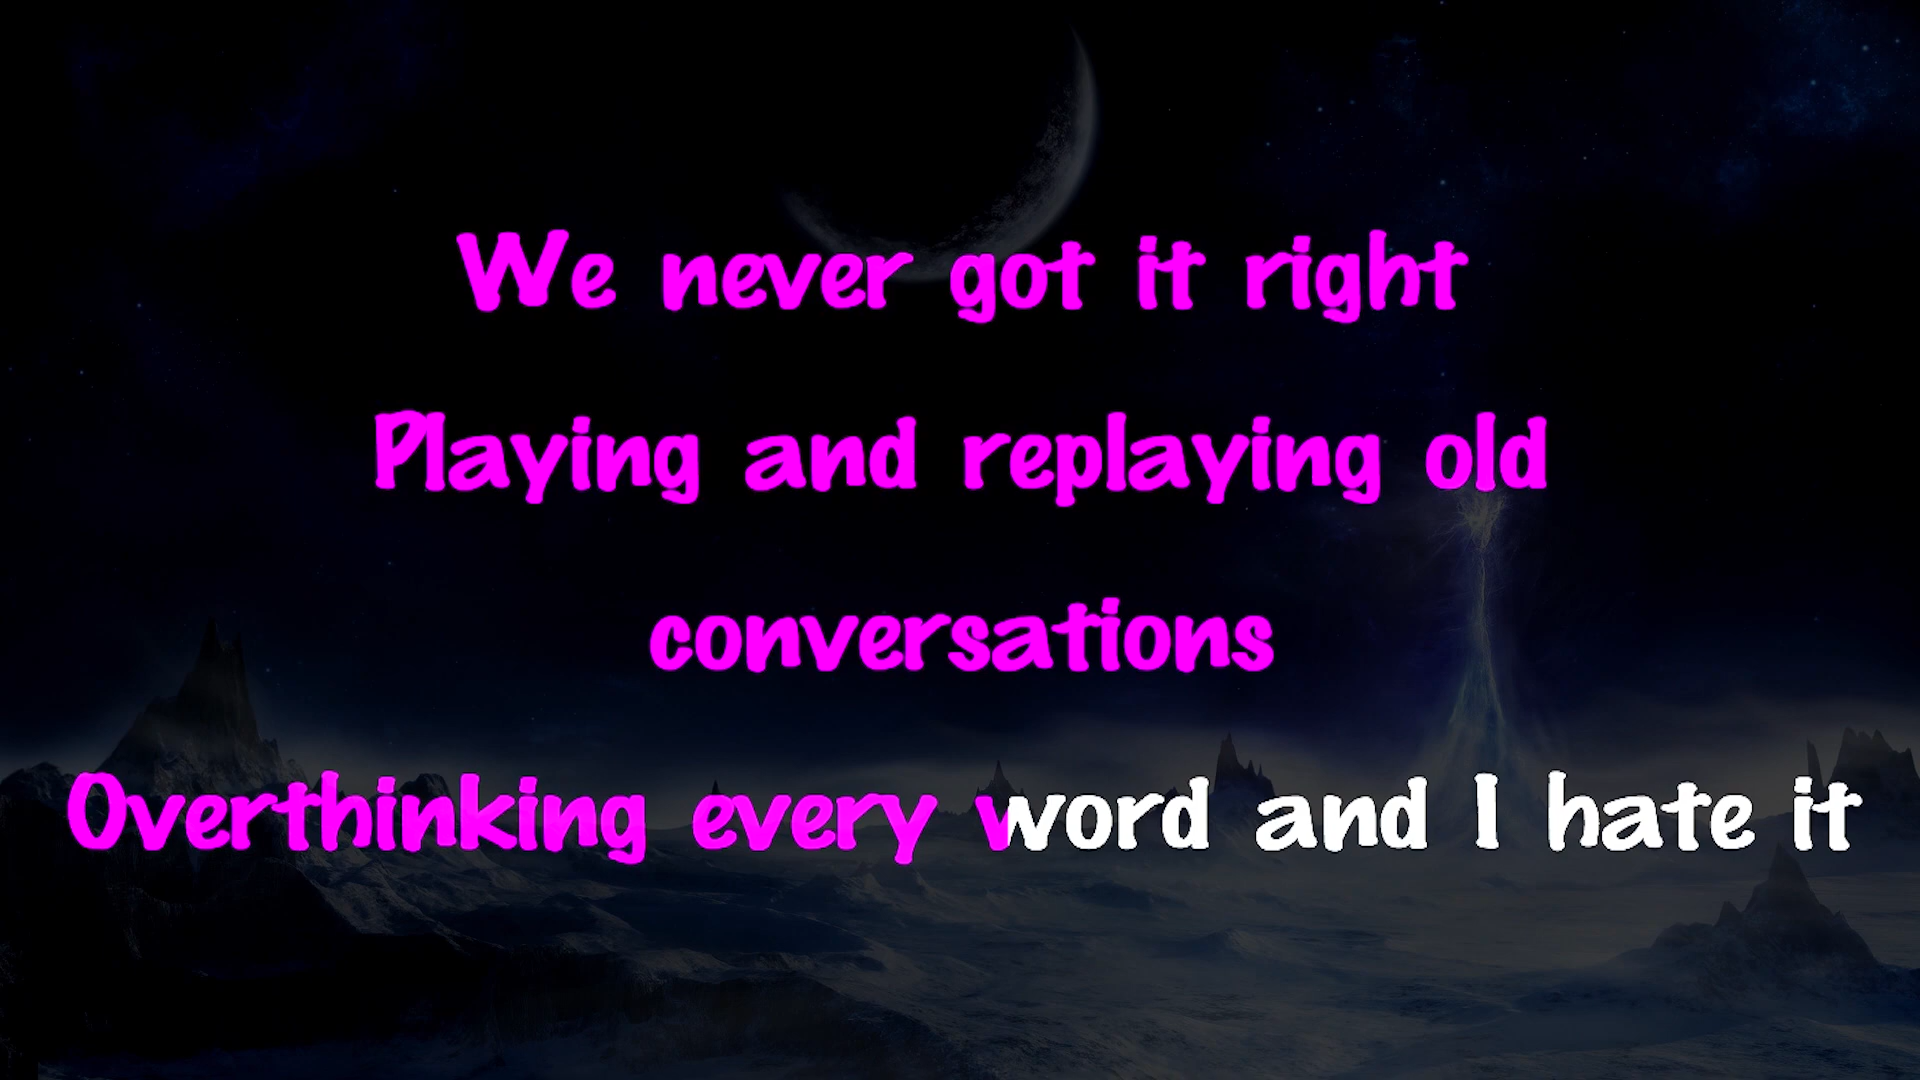 We never got it right
Playing and replaying old
conversations
Overthinking every word and I hate it